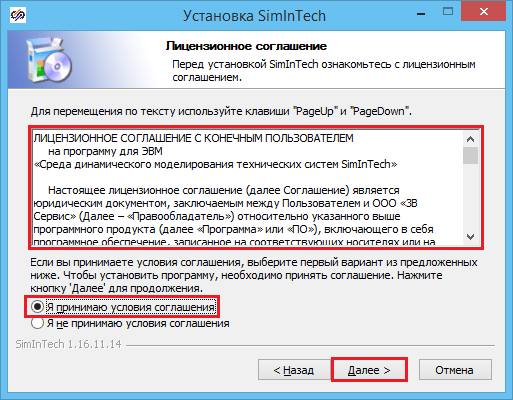 Установка SimInTech
Лицензионное соглашение
Перед установкой SimInTech ознакомьтесь с лицензионным
соглашением.
Для перемещения по тексту используйте клавиши "PageUp" и "PageDown".
ЛИЦЕНЗИОННОЕ СОГЛАШЕНИЕ С КОНЕЧНЫМ ПОЛЬЗОВАТЕЛЕМ
на программу для ЭВМ
«Среда динамического моделирования технических систем SimInTech»
Настоящее лицензионное соглашение (далее Соглашение) является
юридическим документом, заключаемым между Пользователем и ООО «3В
Сервис» (Далее – «Правообладатель») относительно указанного выше
программного продукта (далее «Программа» или «ПО»), включающего в себя
программное обеспечение, записанное на соответствующих носителях или на
Если вы принимаете условия соглашения, выберите первый вариант из предложенных
ниже. Чтобы установить программу, необходимо принять соглашение. Нажмите
кнопку 'Далее' для продолжения.
Я принимаю условия соглашения
Я не принимаю условия соглашения
SimInTech 1.16.11.14
< Назад
Далее >
Отмена